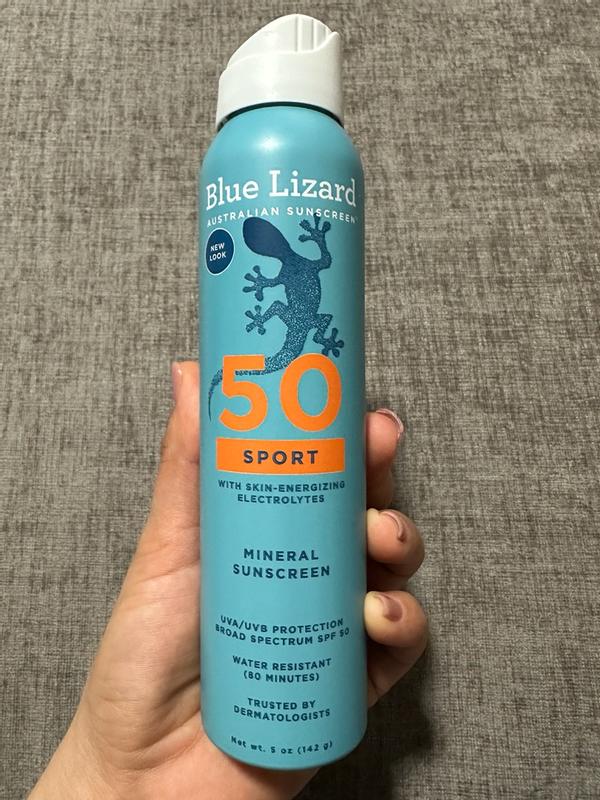 Blue Lizard
AUSTRALIAN SUNSCREEN
NEW
LOOK
50
SPORT
WITH SKIN-ENERGIZING
ELECTROLYTES
MINERAL
SUNSCREEN
UVA/UVB PROTECTION
BROAD SPECTRUM SPF 50
WATER RESISTANT
(80 MINUTES)
TRUSTED BY
DERMATOLOGISTS
Net wt. 5 oz (142 g)